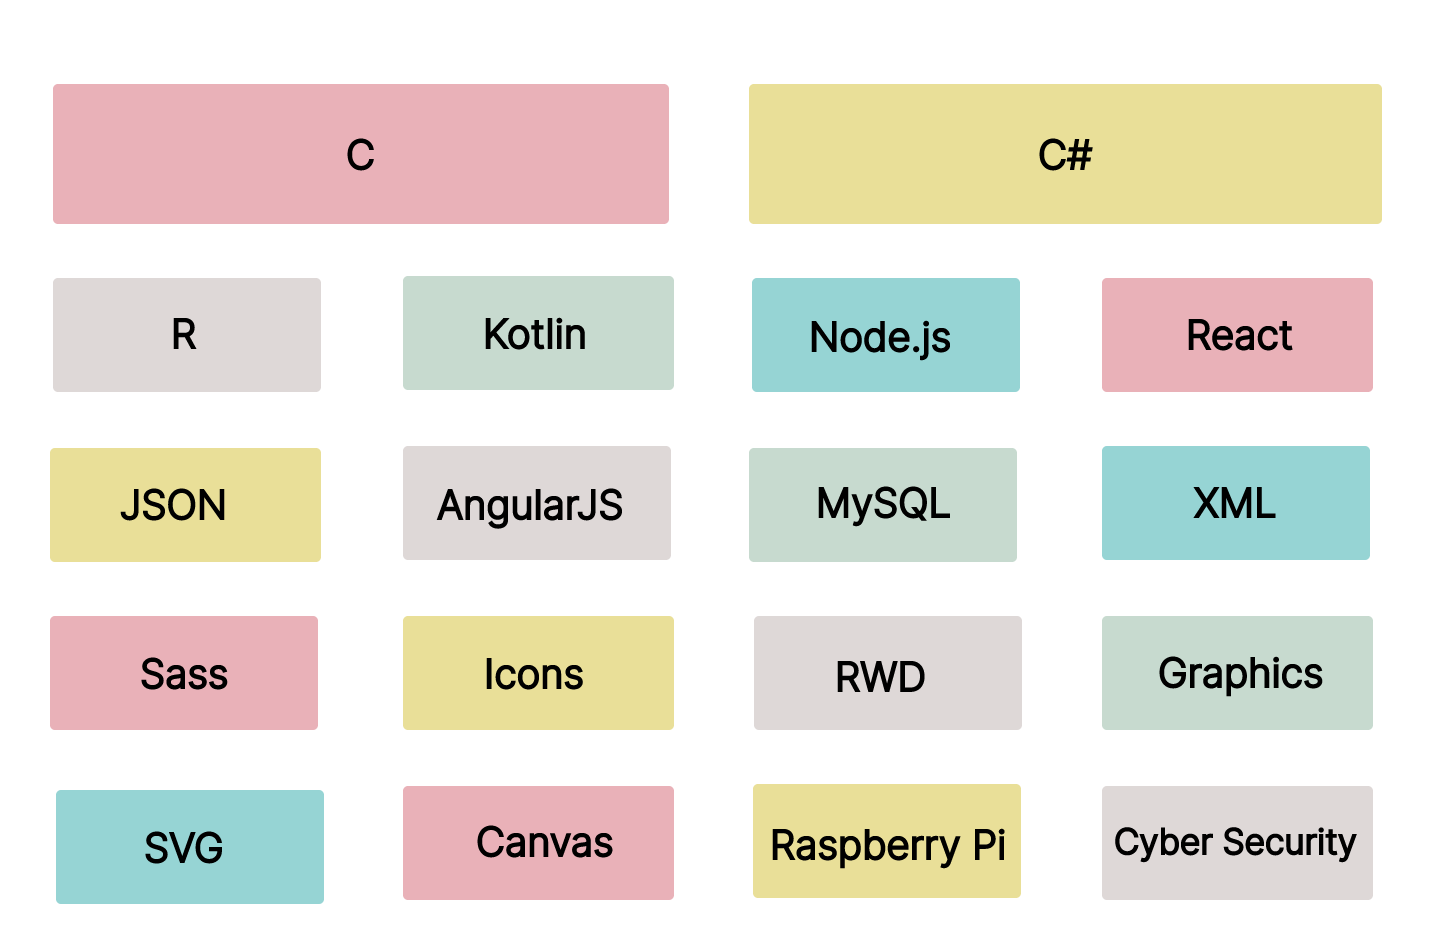 C
C#
R
Kotlin
Node.js
React
JSON
AngularJS
MySQL
XML
Sass
Icons
RWD
Graphics
SVG
Canvas
Raspberry Pi
Cyber Security